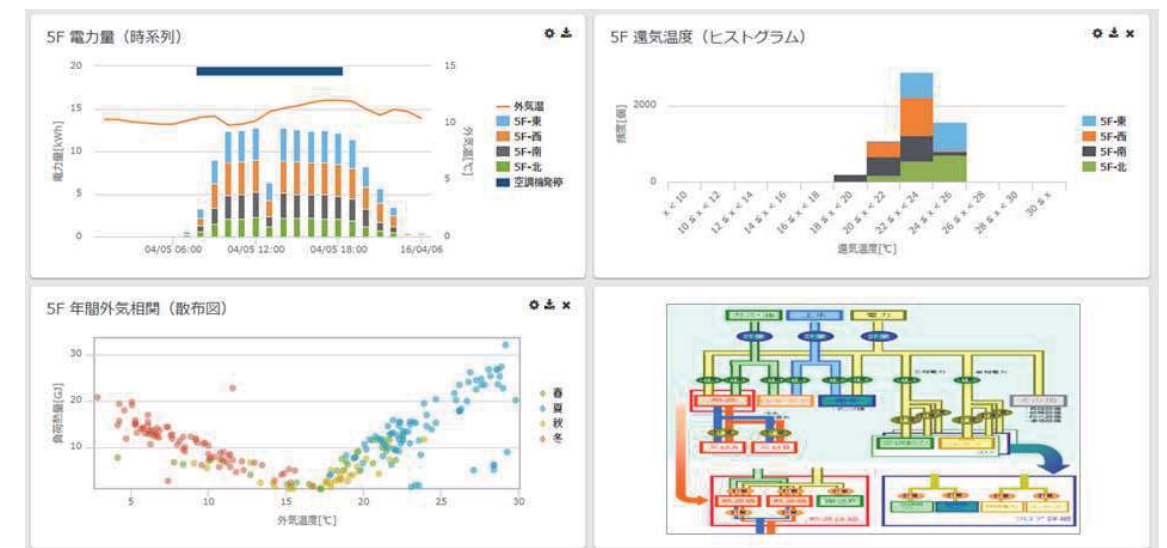 5F 電力量（時系列）
20
15
10
5
0
電力量[kWh]
15
10
5
0
外気温[℃]
04/05 06:00
04/05 12:00
04/05 18:00
16/04/06
外気温
5F-東
5F-西
5F-南
5F-北
空調機発停
5F 還気温度（ヒストグラム）
2000
0
頻度[個]
x < 10
10 ≦ x < 12
12 ≦ x < 14
14 ≦ x < 16
16 ≦ x < 18
18 ≦ x < 20
20 ≦ x < 22
22 ≦ x < 24
24 ≦ x < 26
26 ≦ x < 28
28 ≦ x < 30
30 ≦ x
還気温度[℃]
5F-東
5F-西
5F-南
5F-北
5F 年間外気相関（散布図）
30
20
10
負荷熱量[GJ]
5
10
15
20
25
30
外気温度[℃]
春
夏
秋
冬
電力